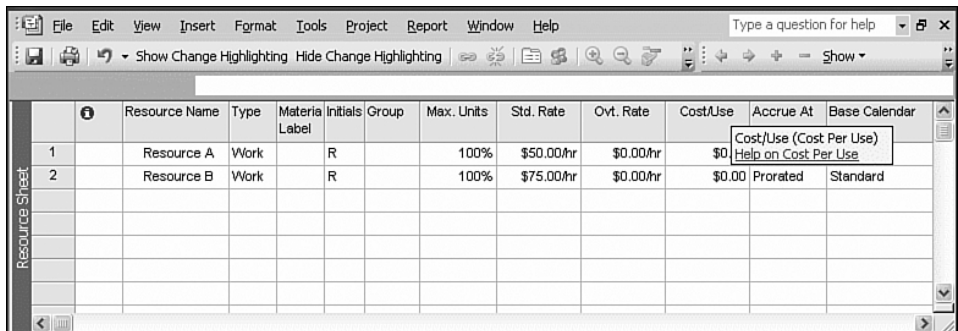 File Edit View Insert Format Tools Project Report Window Help Type a question for help
Show Change Highlighting Hide Change Highlighting Show
Resource Name Type Materia Label Initials Group Max. Units Std. Rate Ovt. Rate Cost/Use Accrue At Base Calendar
Cost/Use (Cost Per Use)
Help on Cost Per Use
1 Resource A Work R 100% $50.00/hr $0.00/hr $0.
2 Resource B Work R 100% $75.00/hr $0.00/hr $0.00 Prorated Standard
Resource Sheet